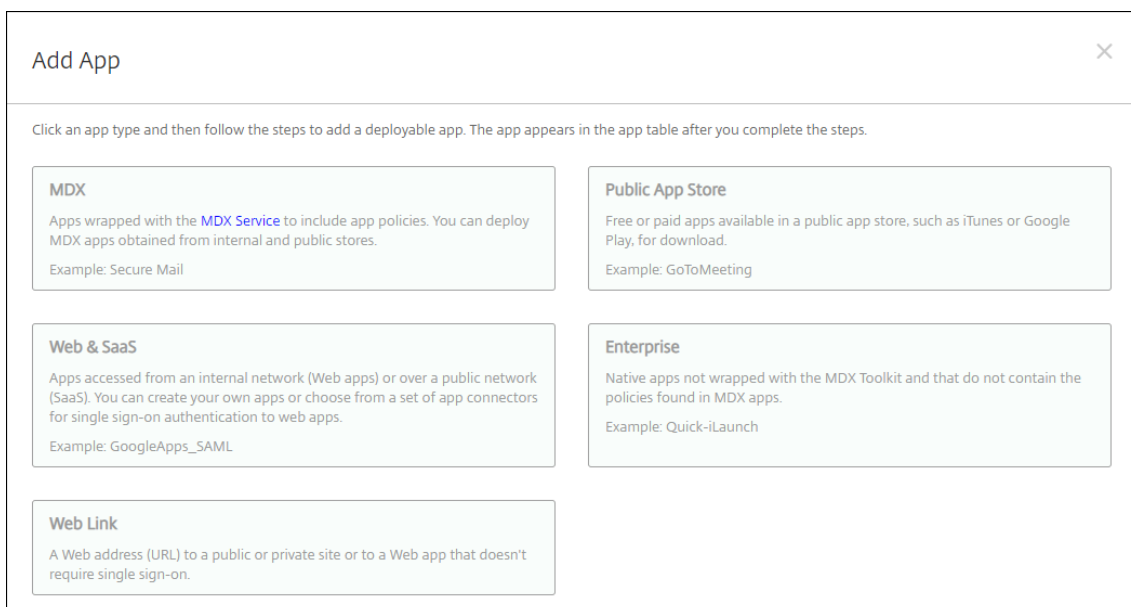 Add App
Click an app type and then follow the steps to add a deployable app. The app appears in the app table after you complete the steps.
MDX
Apps wrapped with the MDX Service to include app policies. You can deploy
MDX apps obtained from internal and public stores.
Example: Secure Mail
Public App Store
Free or paid apps available in a public app store, such as iTunes or Google
Play, for download.
Example: GoToMeeting
Web & SaaS
Apps accessed from an internal network (Web apps) or over a public network
(SaaS). You can create your own apps or choose from a set of app connectors
for single sign-on authentication to web apps.
Example: GoogleApps_SAML
Enterprise
Native apps not wrapped with the MDX Toolkit and that do not contain the
policies found in MDX apps.
Example: Quick-iLaunch
Web Link
A Web address (URL) to a public or private site or to a Web app that doesn't
require single sign-on.